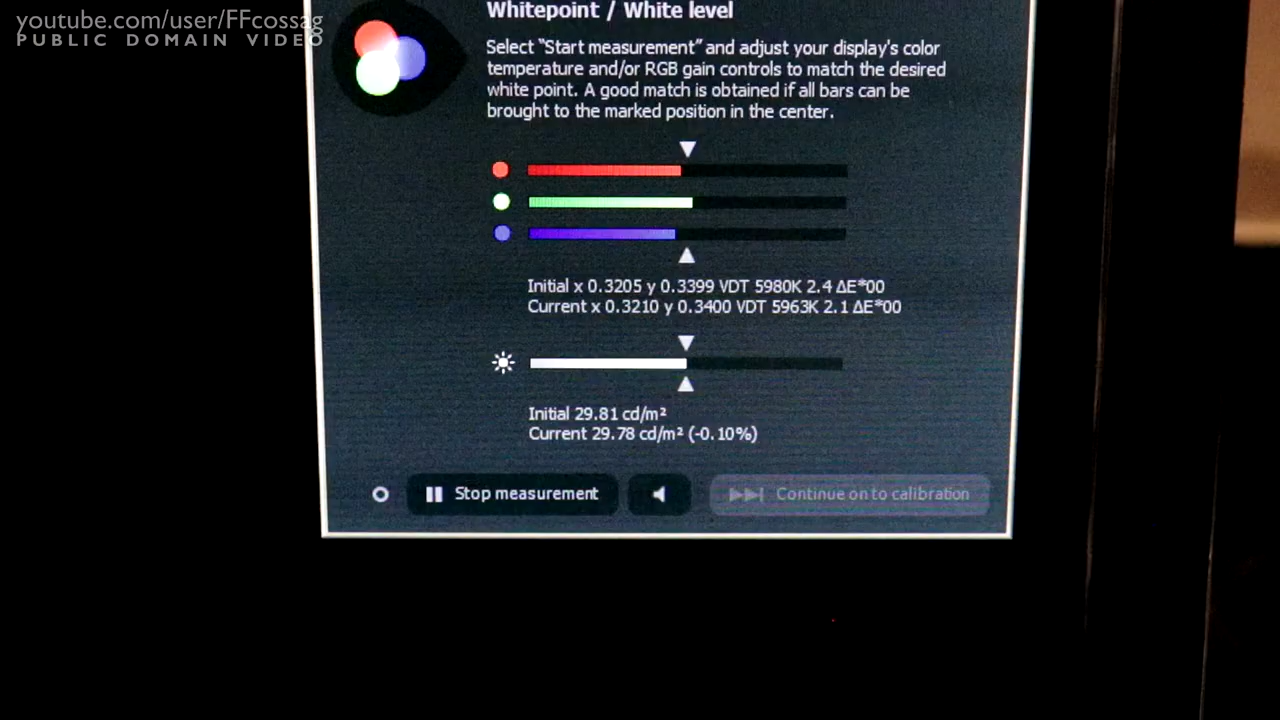 youtube.com/user/FFcossag
PUBLIC DOMAIN VIDEO
Whitepoint / White level
Select “Start measurement” and adjust your display's color
temperature and/or RGB gain controls to match the desired
white point. A good match is obtained if all bars can be
brought to the marked position in the center.
Initial x 0.3205 y 0.3399 VDT 5980K 2.4 ΔE*00
Current x 0.3210 y 0.3400 VDT 5963K 2.1 ΔE*00
Initial 29.81 cd/m²
Current 29.78 cd/m² (-0.10%)
Stop measurement
Continue on to calibration